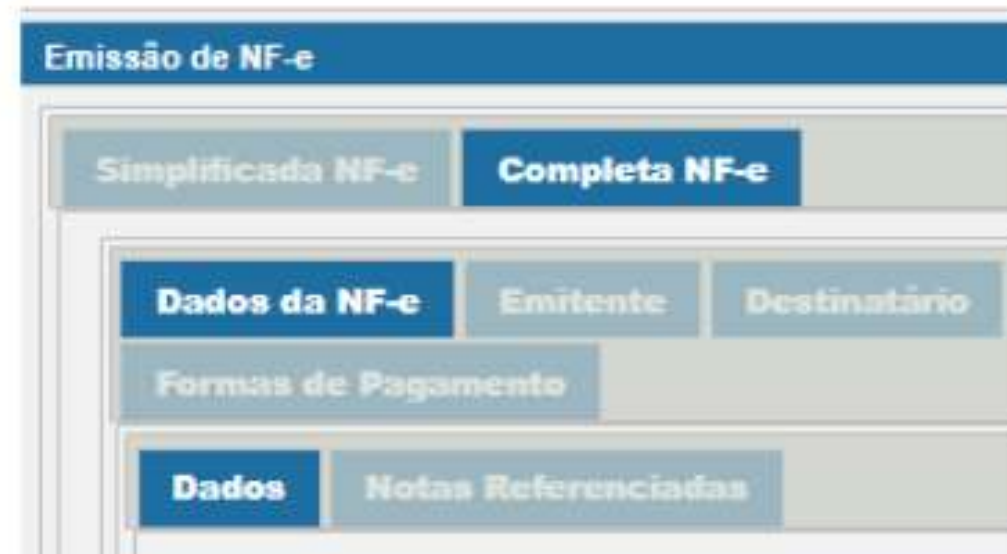 Emissão de NF-e
Simplificada NF-e Completa NF-e
Dados da NF-e Emitente Destinatário
Formas de Pagamento
Dados Notas Referenciadas